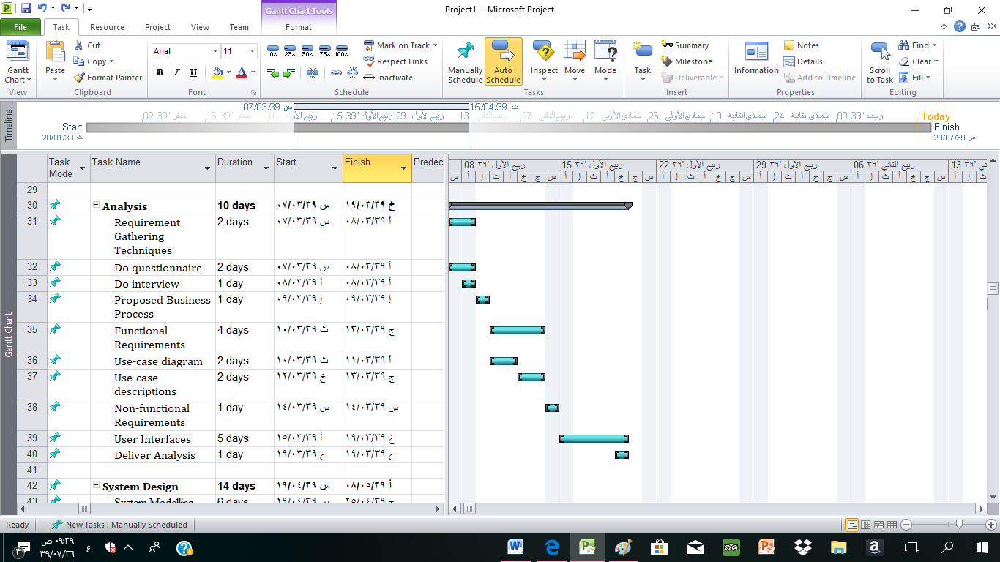 Project1 - Microsoft Project
Gantt Chart Tools
File Task Resource Project View Team Format
Gantt Chart
View
Paste
Cut
Copy
Format Painter
Clipboard
Arial 11
B I U A
Font
0% 25% 50% 75% 100%
Mark on Track
Respect Links
Inactivate
Schedule
Manually Schedule
Auto Schedule
Inspect
Move
Mode
Tasks
Task
Summary
Milestone
Deliverable
Insert
Information
Notes
Details
Add to Timeline
Properties
Scroll to Task
Find
Clear
Fill
Editing
Timeline
س 07/03/39
ث 15/04/39
صفر '39 02
صفر '39 16
ربيع الأول 01
ربيع الأول '39 15
ربيع الأول '39 29
ربيع الثاني 13
ربيع الثاني 27
جمادى الأولى 12
جمادى الأولى 26
جمادى الثانية 10
جمادى الثانية 24
رجب '39 09
Today
Start
ث 20/01/39
Finish
س 29/07/39
Task Mode Task Name Duration Start Finish Predec
ربيع الأول '٣٩ 08
ربيع الأول '٣٩ 15
ربيع الأول '٣٩ 22
ربيع الأول '٣٩ 29
ربيع الثاني '٣٩ 06
13 '٣٩
س أ إ ث أ خ ج س أ إ ث أ خ ج س أ إ ث أ خ ج س أ إ ث أ خ ج س أ إ ث أ خ ج س أ إ ث
Gantt Chart
29
30 Analysis 10 days س ٠٧/٠٣/٣٩ خ ١٩/٠٣/٣٩
31 Requirement Gathering Techniques 2 days س ٠٧/٠٣/٣٩ أ ٠٨/٠٣/٣٩
32 Do questionnaire 2 days س ٠٧/٠٣/٣٩ أ ٠٨/٠٣/٣٩
33 Do interview 1 day أ ٠٨/٠٣/٣٩ أ ٠٨/٠٣/٣٩
34 Proposed Business Process 1 day إ ٠٩/٠٣/٣٩ إ ٠٩/٠٣/٣٩
35 Functional Requirements 4 days ث ١٠/٠٣/٣٩ ج ١٣/٠٣/٣٩
36 Use-case diagram 2 days ث ١٠/٠٣/٣٩ أ ١١/٠٣/٣٩
37 Use-case descriptions 2 days خ ١٢/٠٣/٣٩ ج ١٣/٠٣/٣٩
38 Non-functional Requirements 1 day س ١٤/٠٣/٣٩ س ١٤/٠٣/٣٩
39 User Interfaces 5 days أ ١٥/٠٣/٣٩ خ ١٩/٠٣/٣٩
40 Deliver Analysis 1 day خ ١٩/٠٣/٣٩ خ ١٩/٠٣/٣٩
41
42 System Design 14 days س ١٩/٠٤/٣٩ أ ٠٨/٠٥/٣٩
43 System Modelling 6 days س ١٩/٠٤/٣٩ ج ٢٥/٠٤/٣٩
Ready New Tasks : Manually Scheduled
٠٩:٢٩ ص
٣٩/٠٧/٢٦
ع